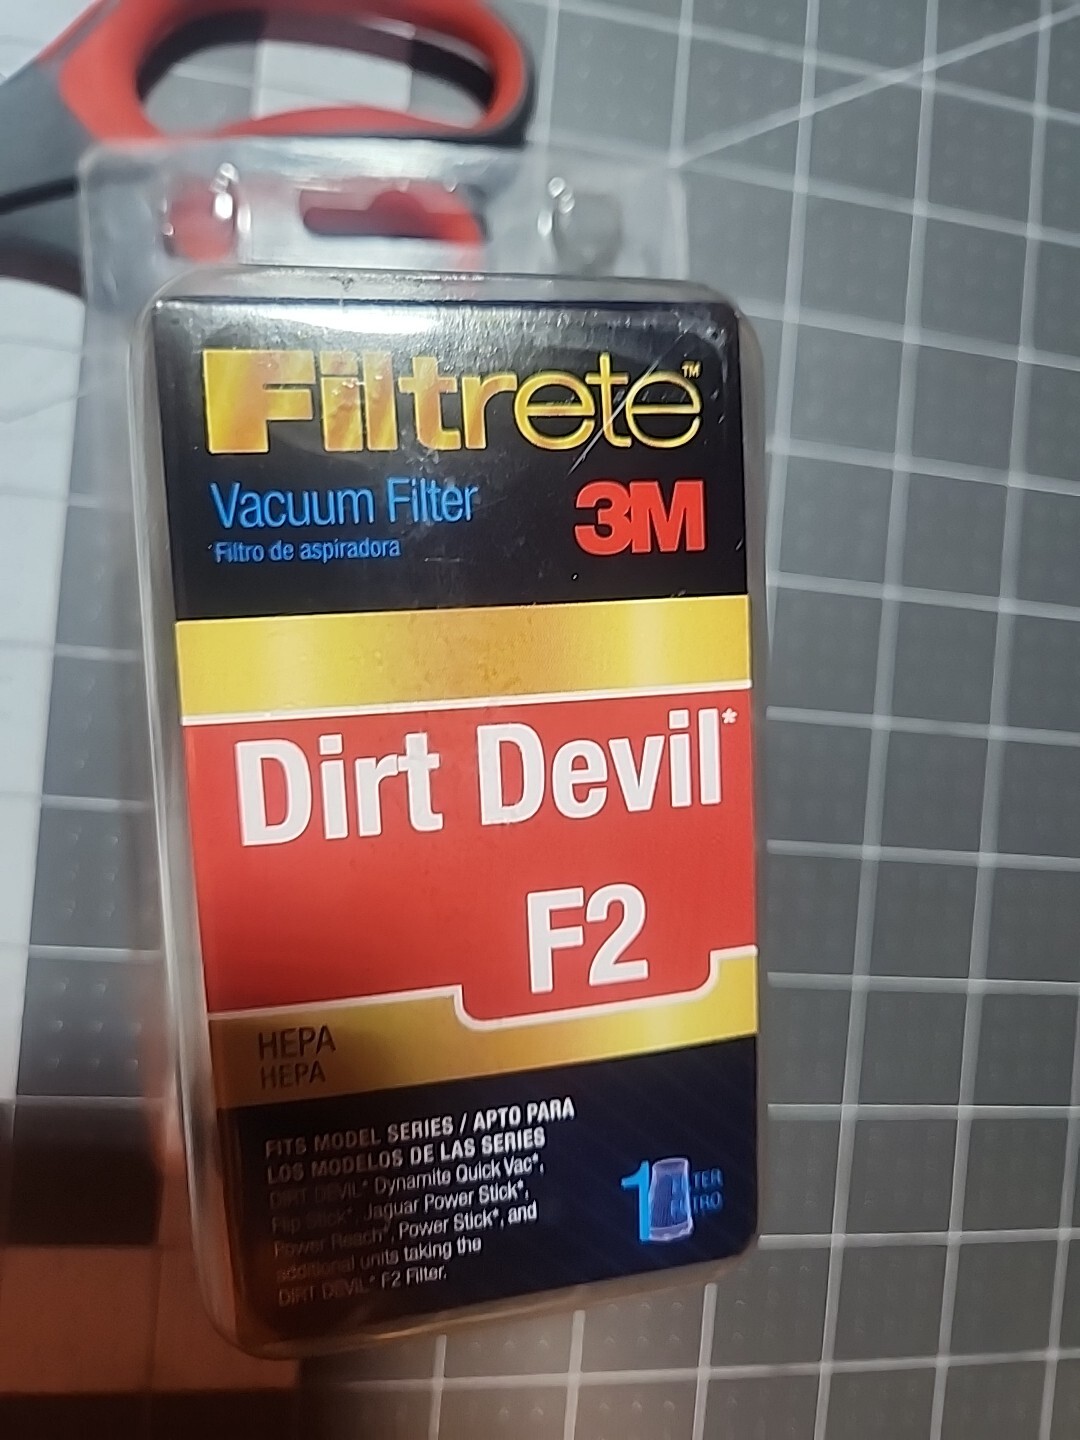 Filtrete™
Vacuum Filter
Filtro de aspiradora
3M
Dirt Devil*
F2
HEPA
HEPA
FITS MODEL SERIES / APTO PARA
LOS MODELOS DE LAS SERIES
DIRT DEVIL* Dynamite Quick Vac*,
Flip Stick*, Jaguar Power Stick*,
Power Reach*, Power Stick*, and
additional units taking the
DIRT DEVIL* F2 Filter.
1